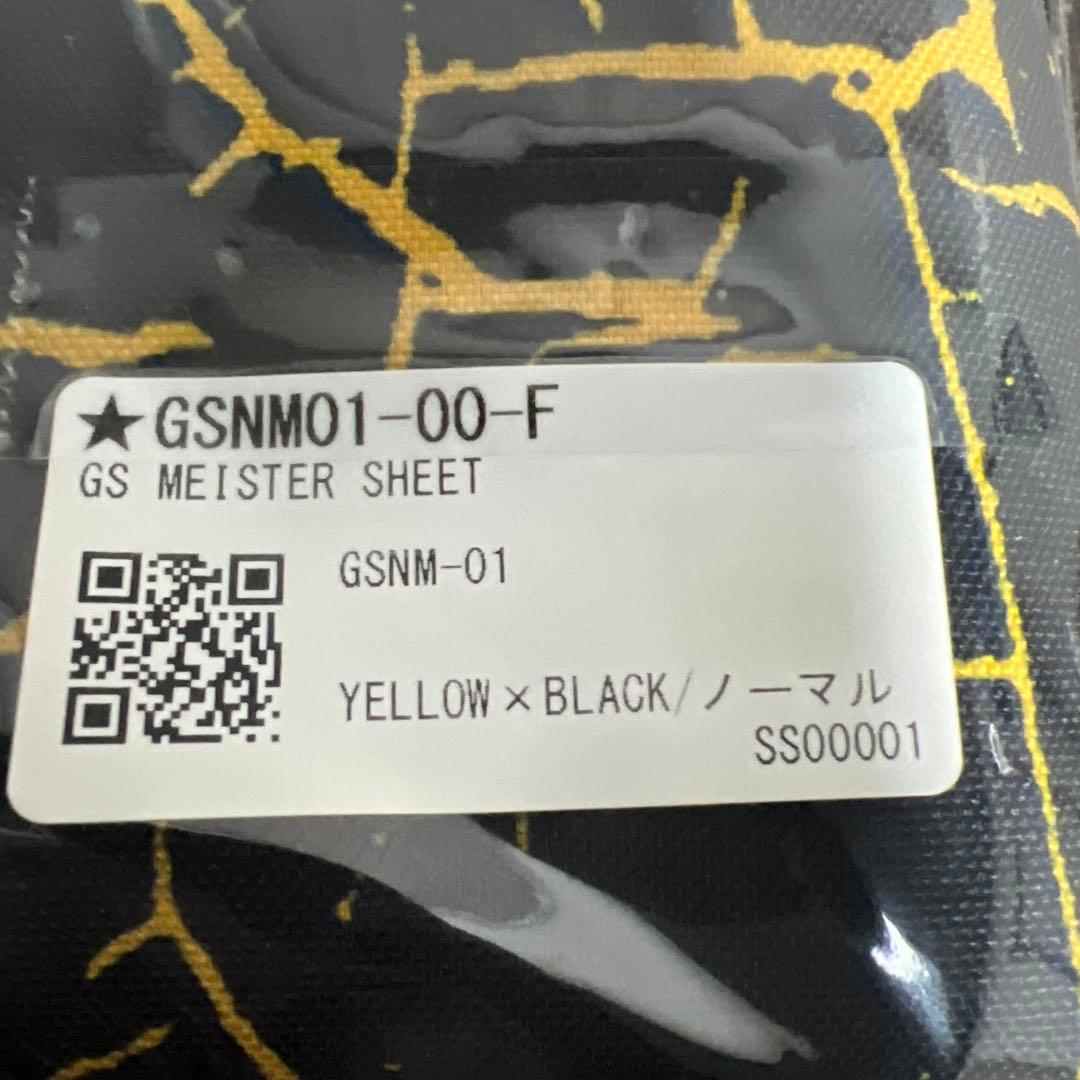 ★GSNM01-00-F
GS MEISTER SHEET
GSNM-01
YELLOW×BLACK/ノーマル
SS00001